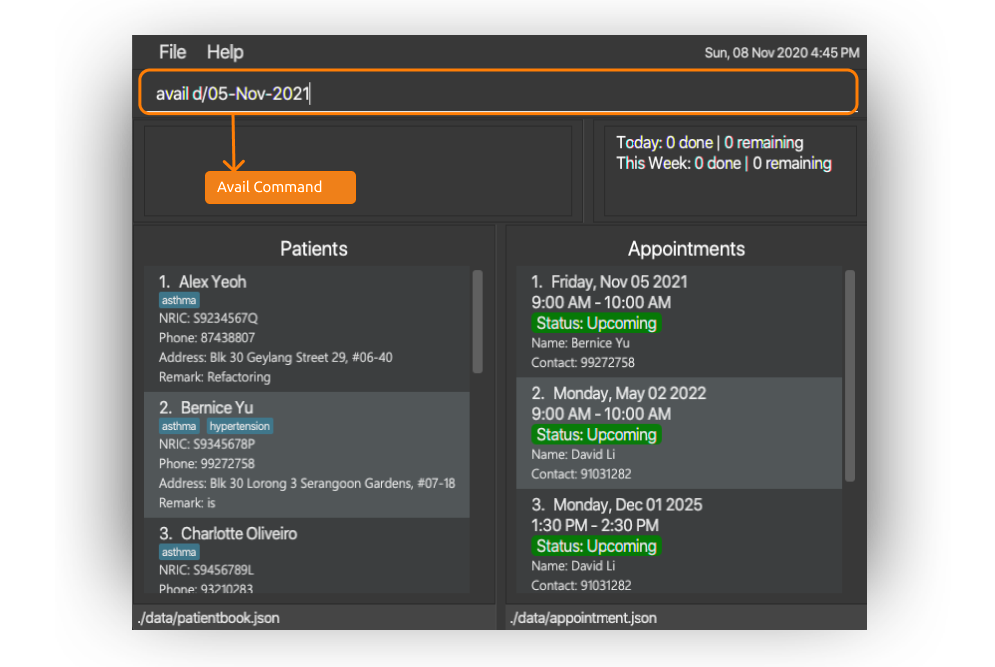 File Help
Sun, 08 Nov 2020 4:45 PM
avail d/05-Nov-2021
Avail Command
Today: 0 done | 0 remaining
This Week: 0 done | 0 remaining
Patients
1. Alex Yeoh
asthma
NRIC: S9234567Q
Phone: 87438807
Address: Blk 30 Geylang Street 29, #06-40
Remark: Refactoring
2. Bernice Yu
asthma hypertension
NRIC: S9345678P
Phone: 99272758
Address: Blk 30 Lorong 3 Serangoon Gardens, #07-18
Remark: is
3. Charlotte Oliveiro
asthma
NRIC: S9456789L
Phone: 93210283
./data/patientbook.json
Appointments
1. Friday, Nov 05 2021
9:00 AM - 10:00 AM
Status: Upcoming
Name: Bernice Yu
Contact: 99272758
2. Monday, May 02 2022
9:00 AM - 10:00 AM
Status: Upcoming
Name: David Li
Contact: 91031282
3. Monday, Dec 01 2025
1:30 PM - 2:30 PM
Status: Upcoming
Name: David Li
Contact: 91031282
./data/appointment.json